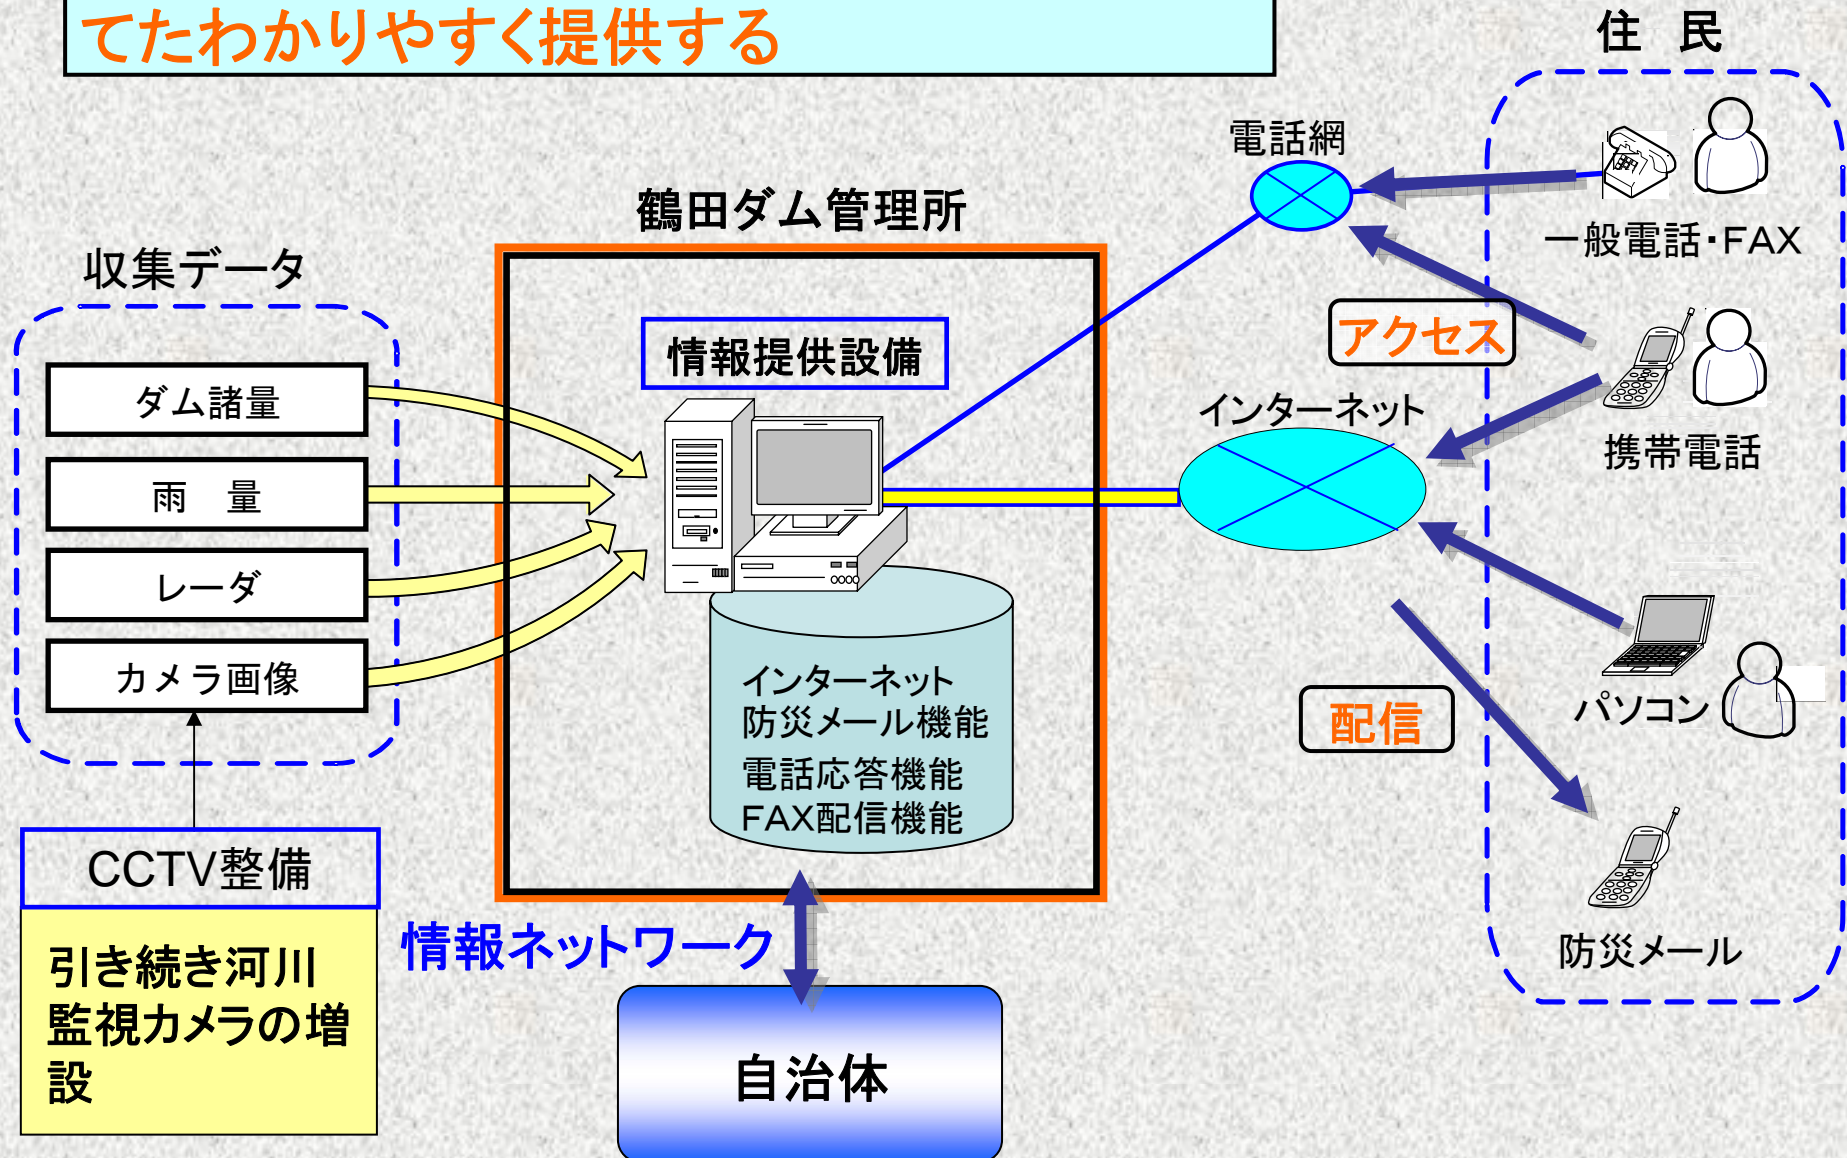 てたわかりやすく提供する
住　民
電話網
鶴田ダム管理所
一般電話・FAX
収集データ
アクセス
情報提供設備
ダム諸量
インターネット
携帯電話
雨　量
レーダ
カメラ画像
インターネット
防災メール機能
電話応答機能
FAX配信機能
パソコン
配信
CCTV整備
引き続き河川
監視カメラの増
設
情報ネットワーク
防災メール
自治体